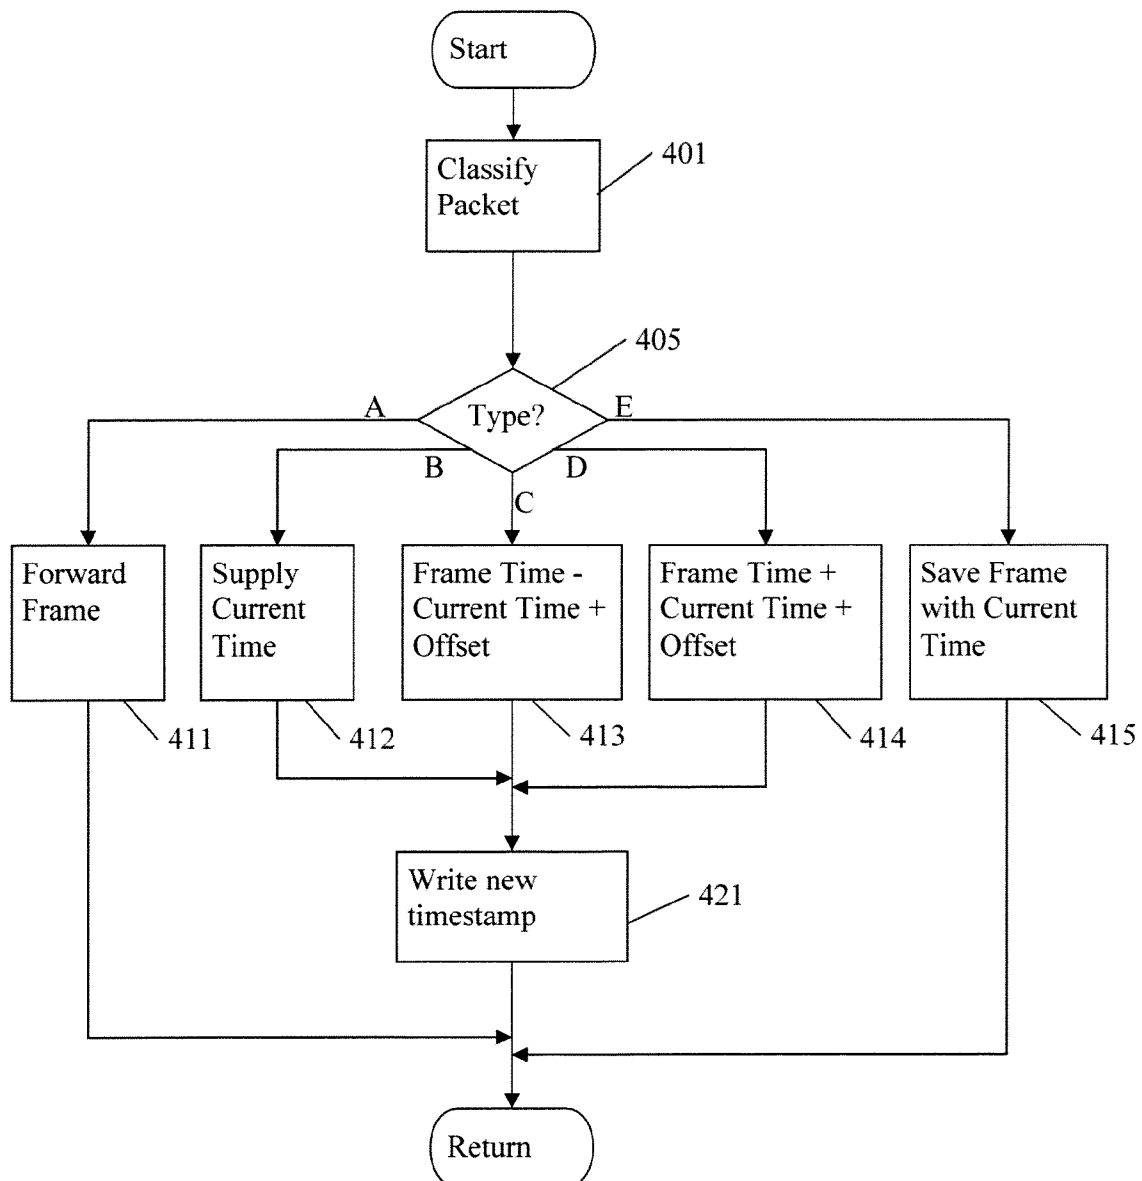 Start
Classify
Packet
401
405
Type?
A
E
B
D
C
Forward
Frame
Supply
Current
Time
Frame Time -
Current Time +
Offset
Frame Time +
Current Time +
Offset
Save Frame
with Current
Time
411
412
413
414
415
Write new
timestamp
421
Return